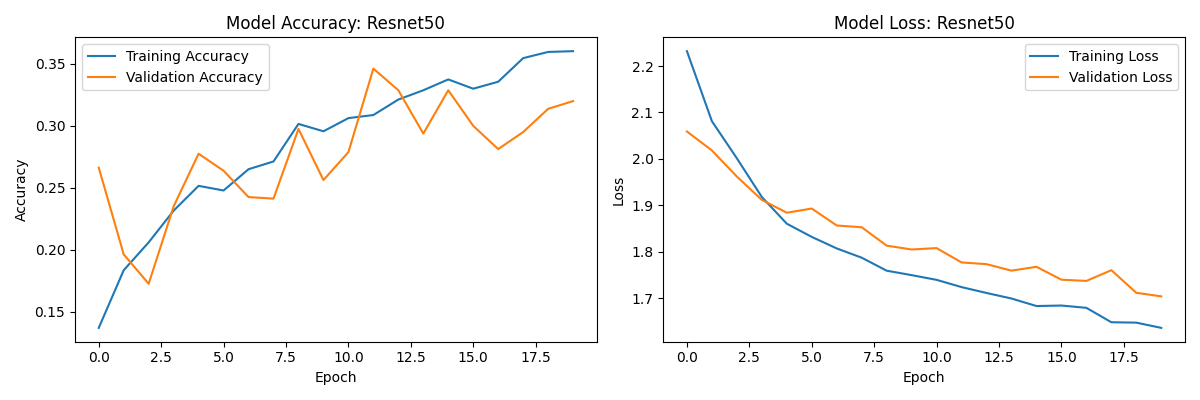 Model Accuracy: Resnet50
Training Accuracy
Validation Accuracy
0.35
0.30
0.25
0.20
0.15
Accuracy
0.0 2.5 5.0 7.5 10.0 12.5 15.0 17.5
Epoch
Model Loss: Resnet50
Training Loss
Validation Loss
2.2
2.1
2.0
1.9
1.8
1.7
Loss
0.0 2.5 5.0 7.5 10.0 12.5 15.0 17.5
Epoch